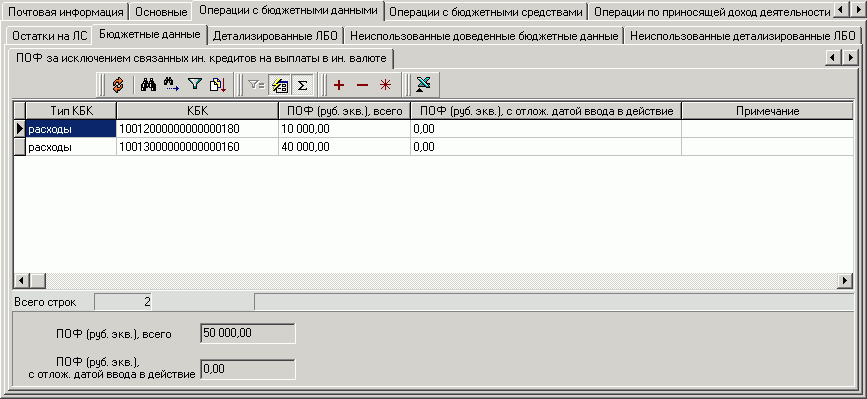 Почтовая информация Основные Операции с бюджетными данными Операции с бюджетными средствами Операции по приносящей доход деятельности
Остатки на ЛС Бюджетные данные Детализированные ЛБО Неиспользованные доведенные бюджетные данные Неиспользованные детализированные ЛБО
ПОФ за исключением связанных ин. кредитов на выплаты в ин. валюте
Тип КБК КБК ПОФ (руб. экв.), всего ПОФ (руб. экв.), с отлож. датой ввода в действие Примечание
расходы 10012000000000000180 10 000,00 0,00
расходы 10013000000000000160 40 000,00 0,00
Всего строк 2
ПОФ (руб. экв.), всего 50 000,00
ПОФ (руб. экв.),
с отлож. датой ввода в действие 0,00